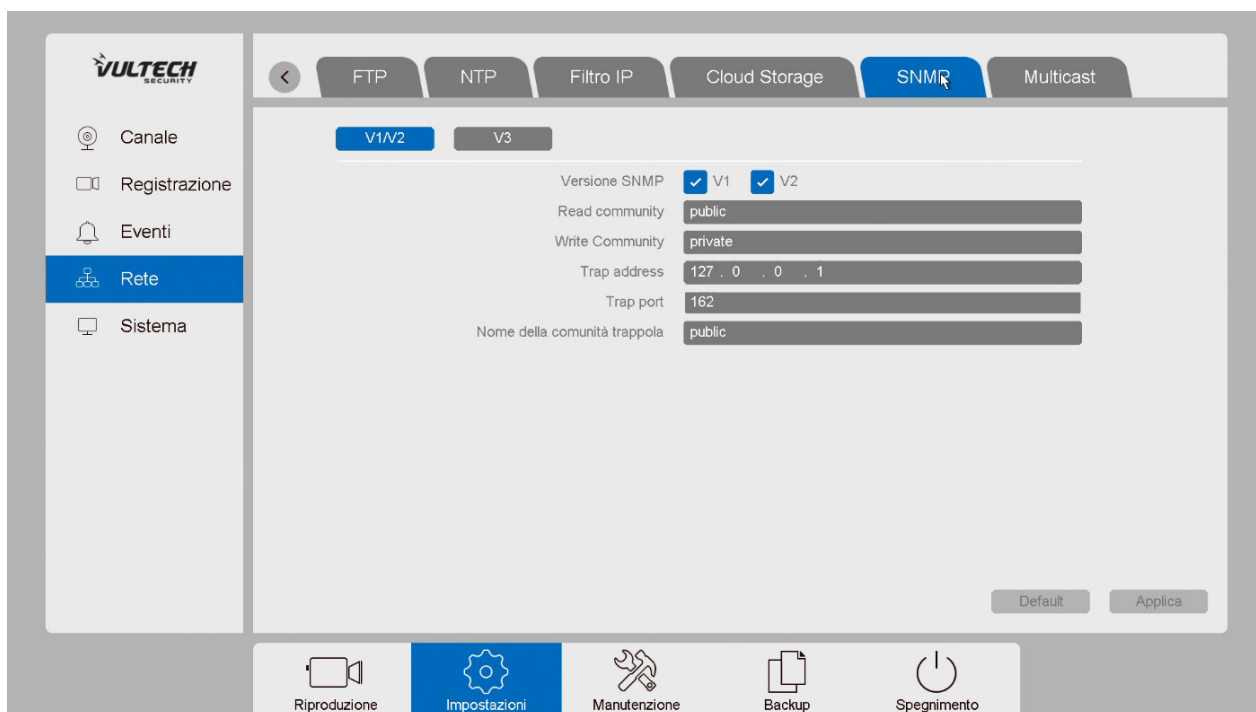 VULTECH
SECURITY
FTP NTP Filtro IP Cloud Storage SNMP Multicast
Canale
Registrazione
Eventi
Rete
Sistema
V1/V2 V3
Versione SNMP V1 V2
Read community public
Write Community private
Trap address 127 . 0 . 0 . 1
Trap port 162
Nome della comunità trappola public
Default Applica
Riproduzione Impostazioni Manutenzione Backup Spegnimento